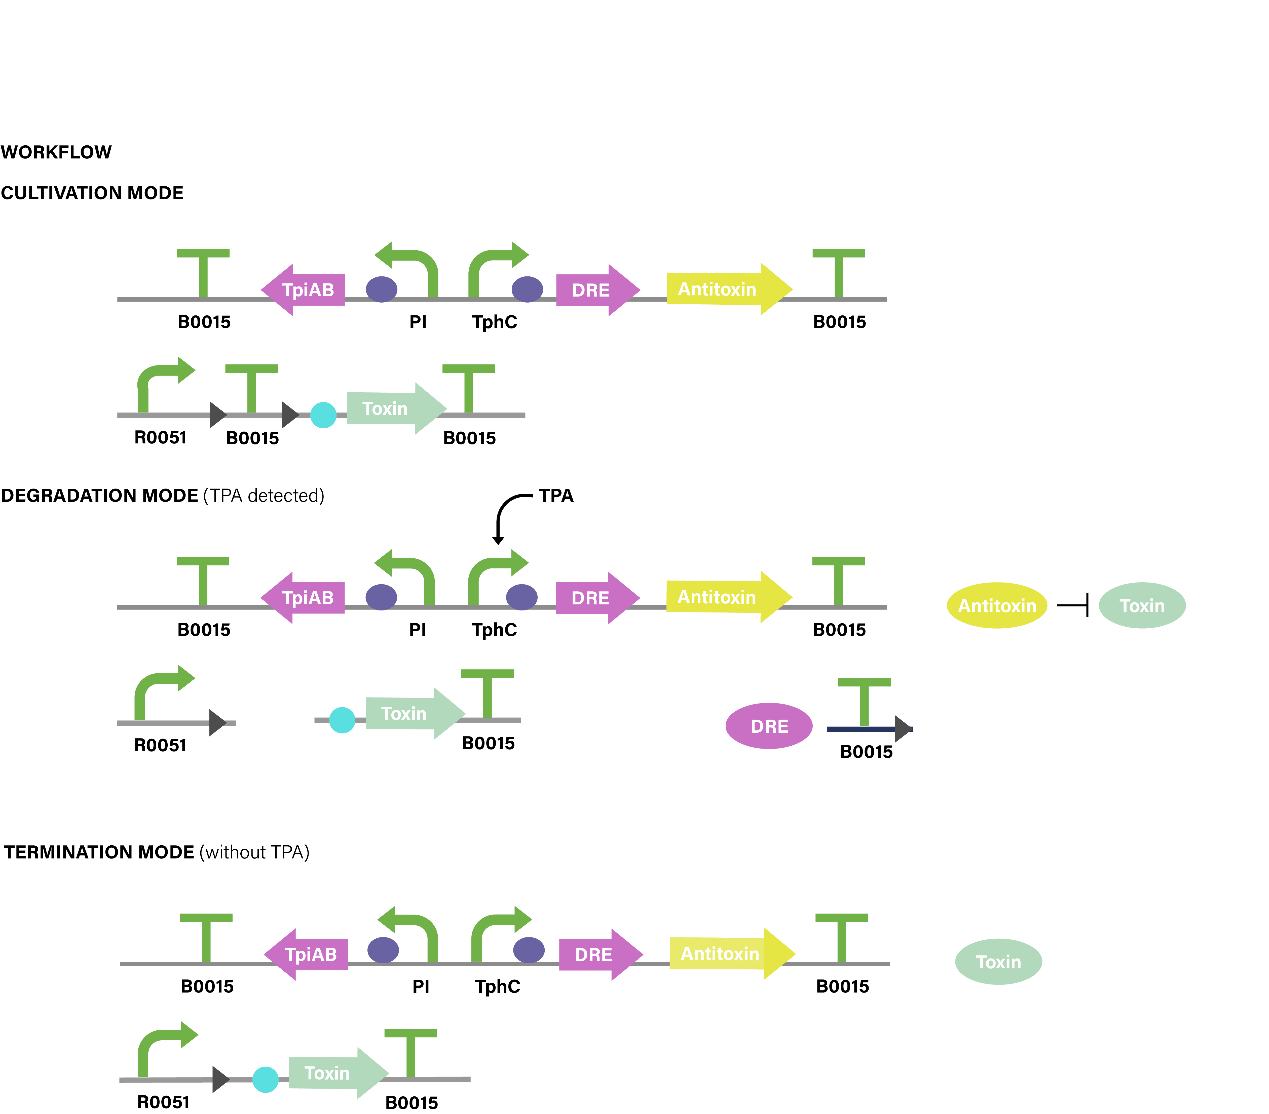 WORKFLOW
CULTIVATION MODE
TpiAB DRE Antitoxin
B0015 PI TphC B0015
Toxin
R0051 B0015 B0015
DEGRADATION MODE (TPA detected) TPA
TpiAB DRE Antitoxin Antitoxin Toxin
B0015 PI TphC B0015
Toxin DRE
R0051 B0015 B0015
TERMINATION MODE (without TPA)
TpiAB DRE Antitoxin Toxin
B0015 PI TphC B0015
Toxin
R0051 B0015